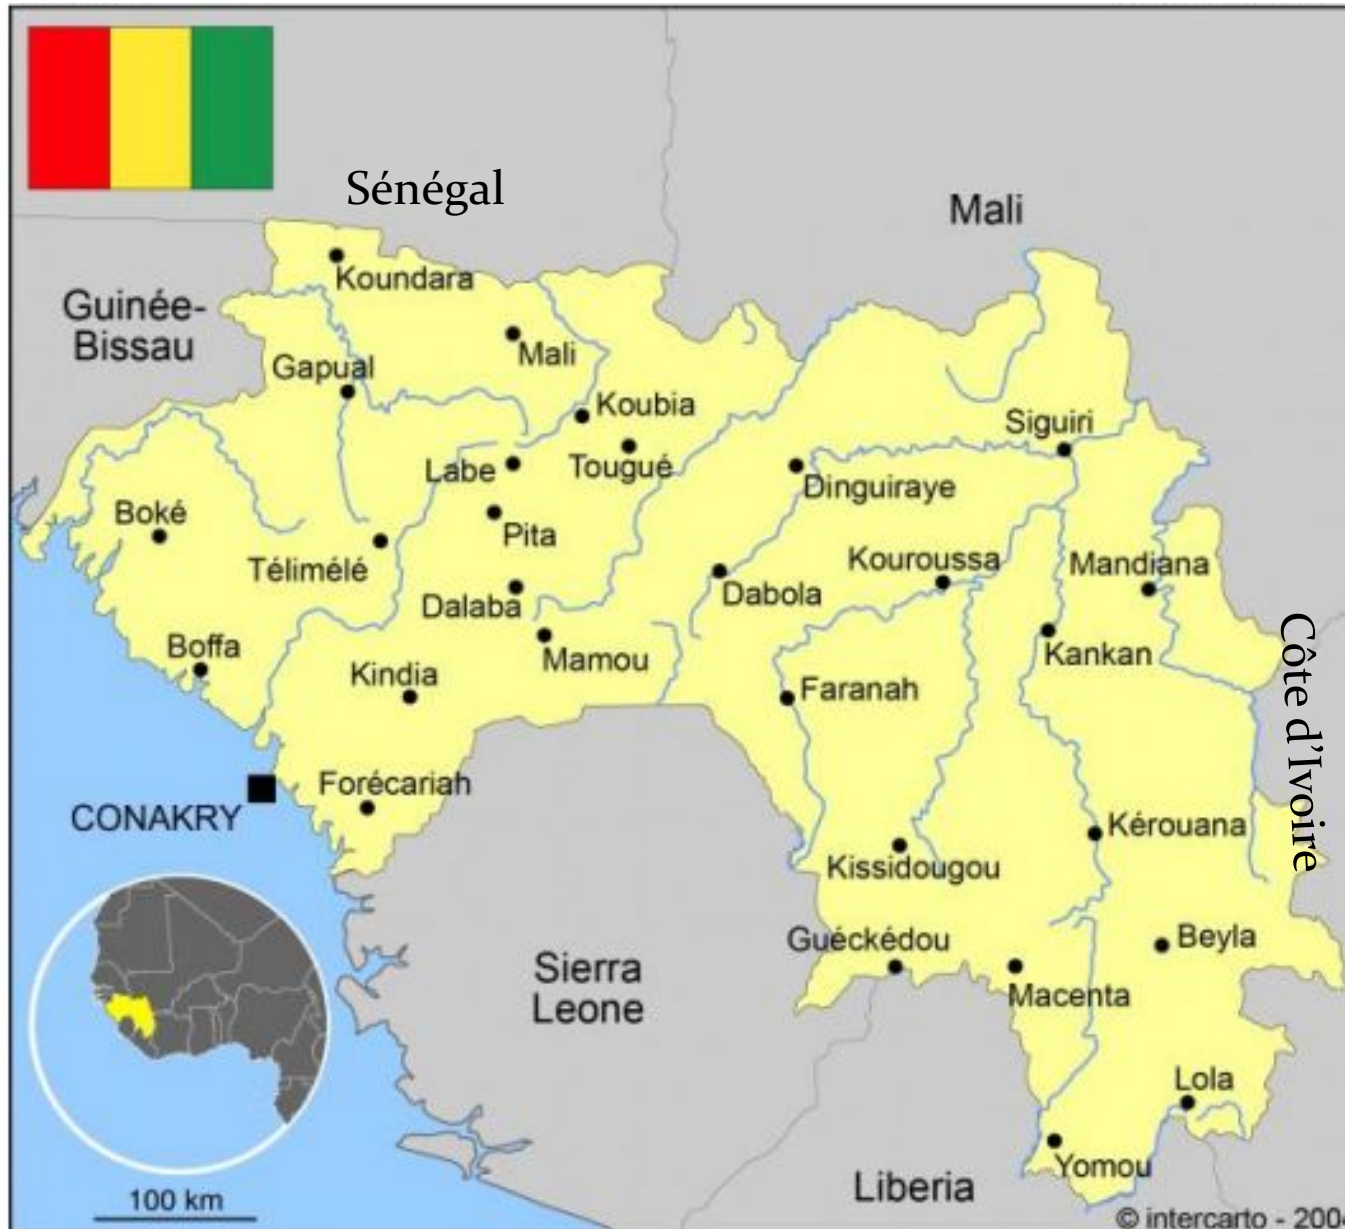 Sénégal
Mali
Guinée-
Bissau
Koundara
Mali
Gapual
Koubia
Siguiri
Labe
Tougué
Dinguiraye
Boké
Pita
Télimélé
Kouroussa
Mandiana
Dabola
Dalaba
Boffa
Mamou
Kankan
Côte d'Ivoire
Kindia
Faranah
Forécariah
CONAKRY
Kérouana
Kissidougou
Guéckédou
Beyla
Sierra
Leone
Macenta
Lola
Yomou
Liberia
100 km
© intercarto - 2004